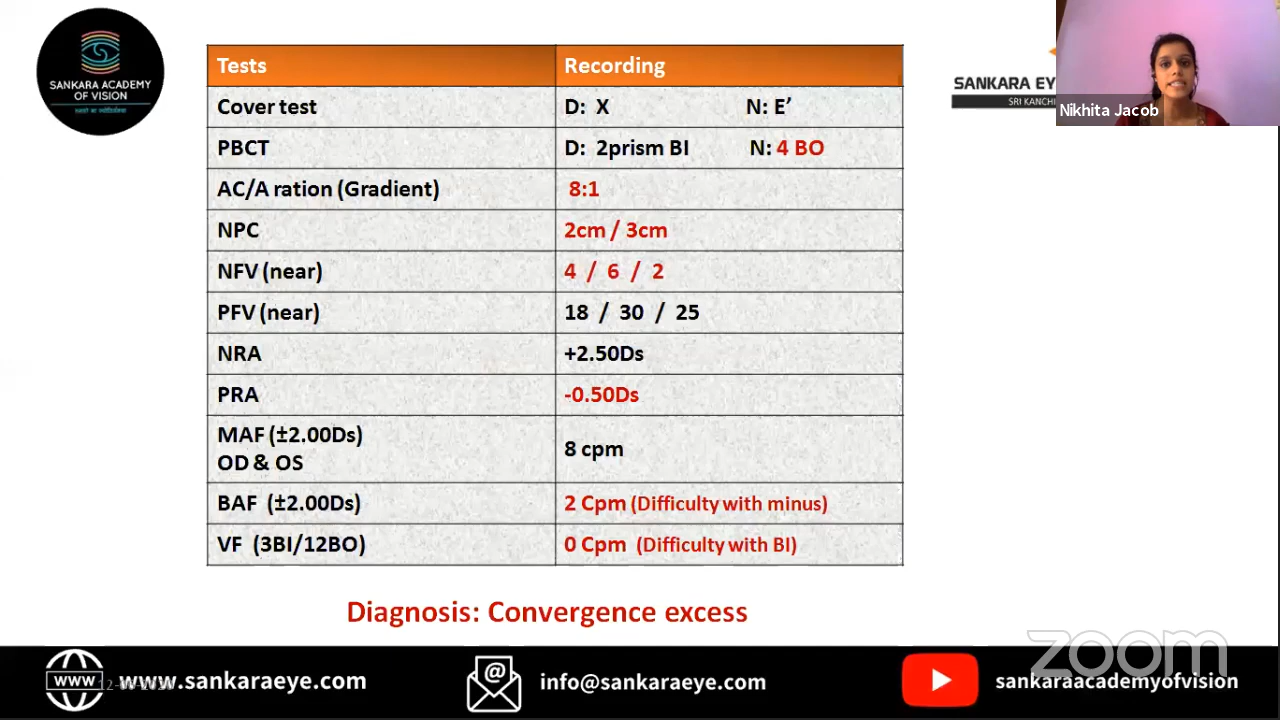 SANKARA ACADEMY
OF VISION
SANKARA EY
SRI KANCHI
Nikhita Jacob
Tests Recording
Cover test D: X N: E’
PBCT D: 2prism BI N: 4 BO
AC/A ration (Gradient) 8:1
NPC 2cm / 3cm
NFV (near) 4 / 6 / 2
PFV (near) 18 / 30 / 25
NRA +2.50Ds
PRA -0.50Ds
MAF (±2.00Ds)
OD & OS 8 cpm
BAF (±2.00Ds) 2 Cpm (Difficulty with minus)
VF (3BI/12BO) 0 Cpm (Difficulty with BI)
Diagnosis: Convergence excess
zoom
WWW www.sankaraeye.com
@ info@sankaraeye.com
sankaraacademyofvision